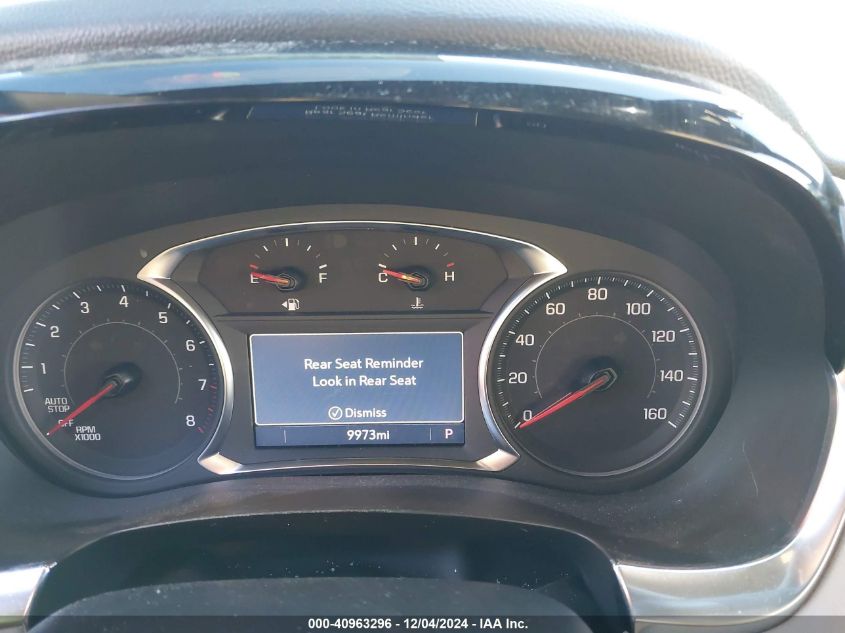 E F
C H
1 2 3 4 5 6 7 8
AUTO
STOP
OFF
RPM
X1000
0 20 40 60 80 100 120 140 160
Rear Seat Reminder
Look in Rear Seat
Dismiss
9973mi P
000-40963296 - 12/04/2024 - IAA Inc.